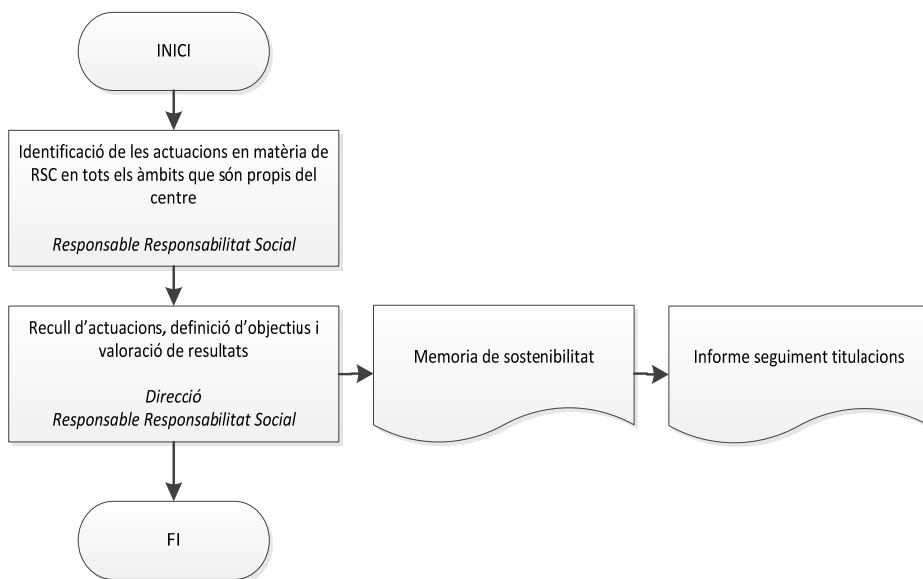 INICI
Identificació de les actuacions en matèria de
RSC en tots els àmbits que són propis del
centre
Responsable Responsabilitat Social
Recull d'actuacions, definició d'objectius i
valoració de resultats
Direcció
Responsable Responsabilitat Social
Memoria de sostenibilitat
Informe seguiment titulacions
FI